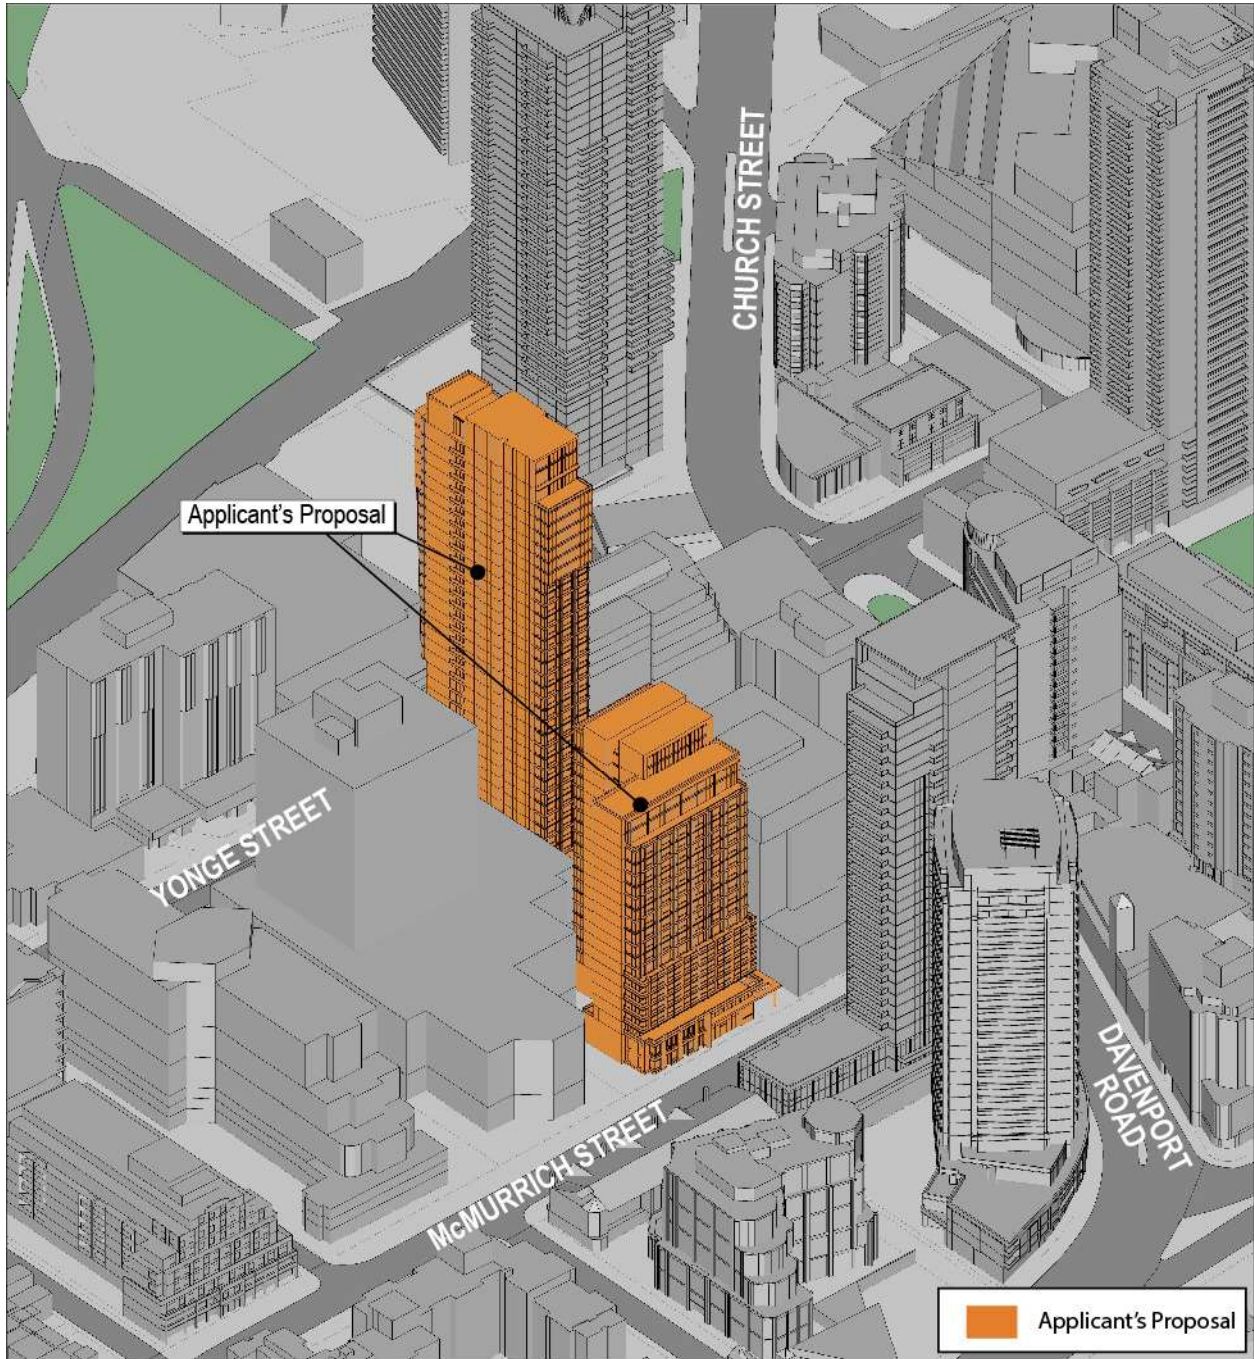 CHURCH STREET
Applicant's Proposal
YONGE STREET
McMURRICH STREET
DAVENPORT
ROAD
Applicant's Proposal